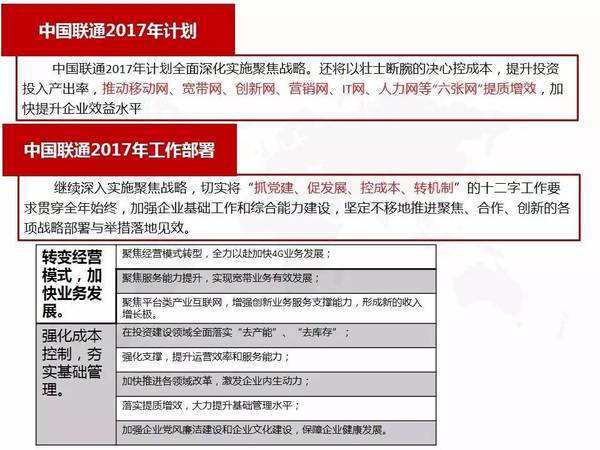 中国联通2017年计划
中国联通2017年计划全面深化实施聚焦战略。还将以壮士断腕的决心控成本，提升投资
投入产出率，推动移动网、宽带网、创新网、营销网、IT网、人力网等"六张网"提质增效，加
快提升企业效益水平
中国联通2017年工作部署
继续深入实施聚焦战略，切实将"抓党建、促发展、控成本、转机制"的十二字工作要
求贯穿全年始终，加强企业基础工作和综合能力建设，坚定不移地推进聚焦、合作、创新的各
项战略部署与举措落地见效。
转变经营
模式，加
快业务发
展。
聚焦经营模式转型，全力以赴加快4G业务发展；
聚焦服务能力提升，实现宽带业务有效发展；
聚焦平台类产业互联网，增强创新业务服务支撑能力，形成新的收入
增长极。
强化成本
控制，夯
实基础管
理。
在投资建设领域全面落实"去产能"、"去库存"；
强化支撑，提升运营效率和服务能力；
加快推进各领域改革，激发企业内生动力；
落实提质增效，大力提升基础管理水平；
加强企业党风廉洁建设和企业文化建设，保障企业健康发展。